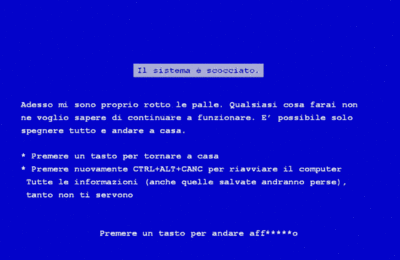 Il sistema è scocciato.
Adesso mi sono proprio rotto le palle. Qualsiasi cosa farai non
ne voglio sapere di continuare a funzionare. E' possibile solo
spegnere tutto e andare a casa.
* Premere un tasto per tornare a casa
* Premere nuovamente CTRL+ALT+CANC per riavviare il computer
Tutte le informazioni (anche quelle salvate andranno perse),
tanto non ti servono
Premere un tasto per andare aff*****o